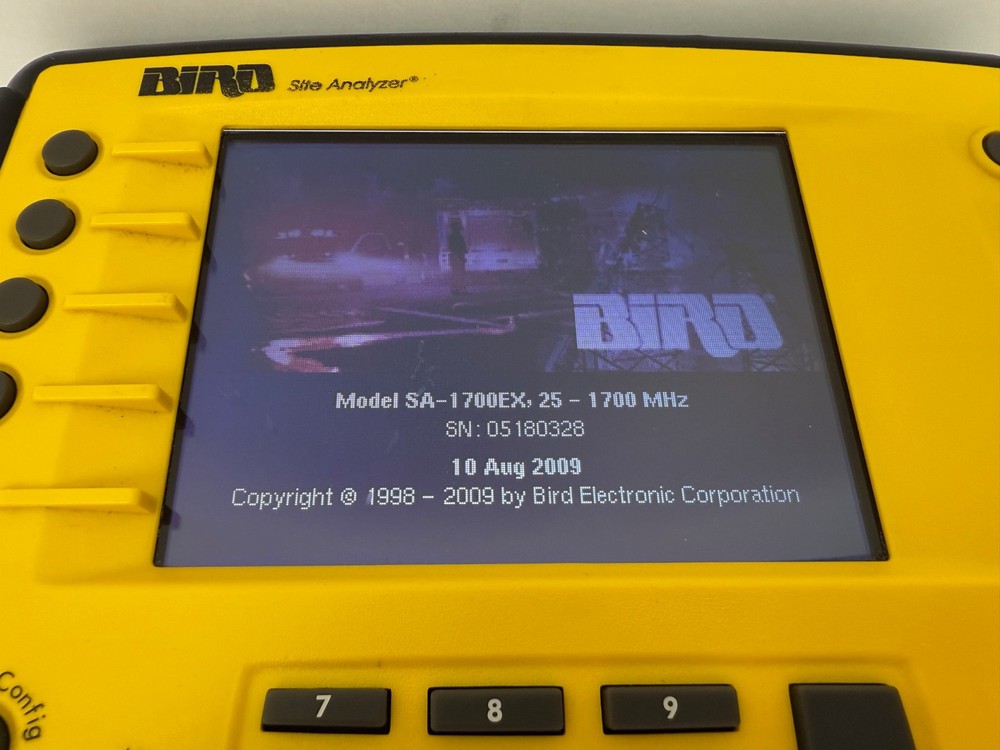 BIRD Site Analyzer®
BIRD
Model SA-1700EX, 25 - 1700 MHz
SN: 05180328
10 Aug 2009
Copyright © 1998 - 2009 by Bird Electronic Corporation
Config
7 8 9